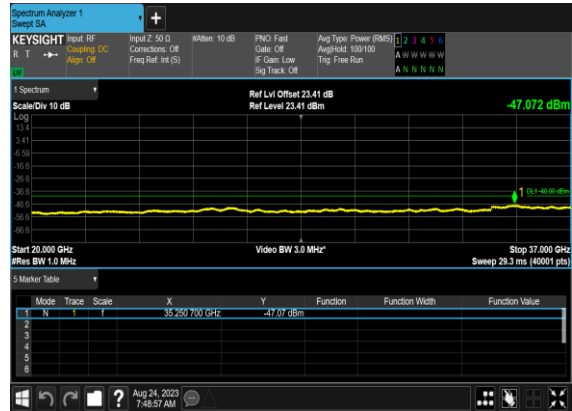 Spectrum Analyzer 1
Swept SA
+
KEYSIGHT Input: RF Input Z: 50 Ω #Atten: 10 dB PNO: Fast Avg Type: Power (RMS) 1 2 3 4 5 6
R T Coupling: DC Corrections: Off Gate: Off Avg|Hold: 100/100 A W W W W W
Align: Off Freq Ref: Int (S) IF Gain: Low Trig: Free Run
Sig Track: Off A N N N N N
1 Spectrum
Scale/Div 10 dB Ref Lvl Offset 23.41 dB
Ref Level 23.41 dBm -47.072 dBm
Log
13.4
3.41
-6.59
-16.6
-26.6
-36.6 1 DL1 -40.00 dBm
-46.6
-56.6
-66.6
Start 20.000 GHz Video BW 3.0 MHz* Stop 37.000 GHz
#Res BW 1.0 MHz Sweep 29.3 ms (40001 pts)
5 Marker Table
Mode Trace Scale X Y Function Function Width Function Value
1 N 1 f 35.250 700 GHz -47.07 dBm
2
3
4
5
6
? Aug 24, 2023
7:48:57 AM